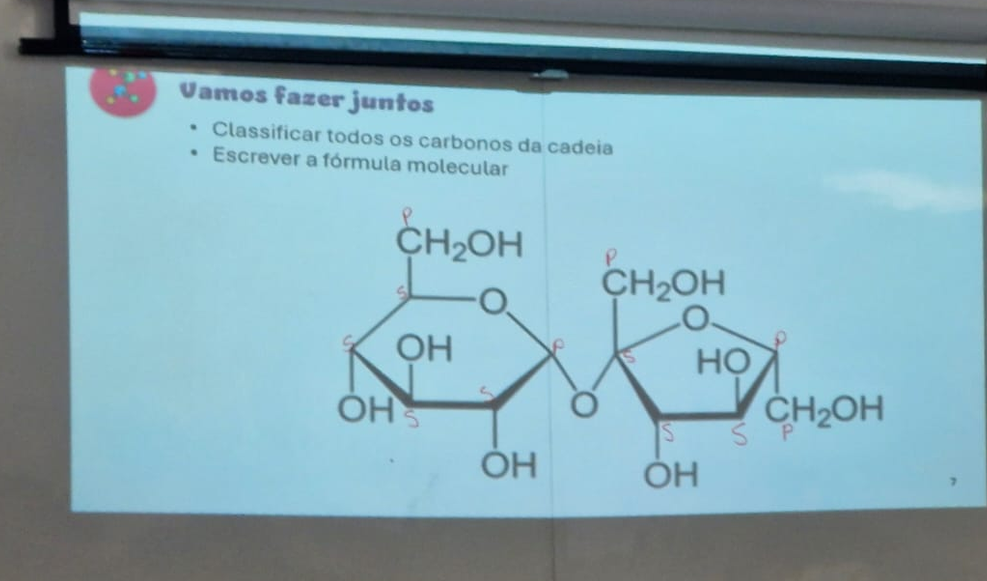 Vamos fazer juntos
• Classificar todos os carbonos da cadeia
• Escrever a fórmula molecular
P
CH₂OH
P
CH₂OH
S
O
O
S
OH
P
S
HO
P
OH
S
S
O
S
S
P
CH₂OH
OH
OH
7